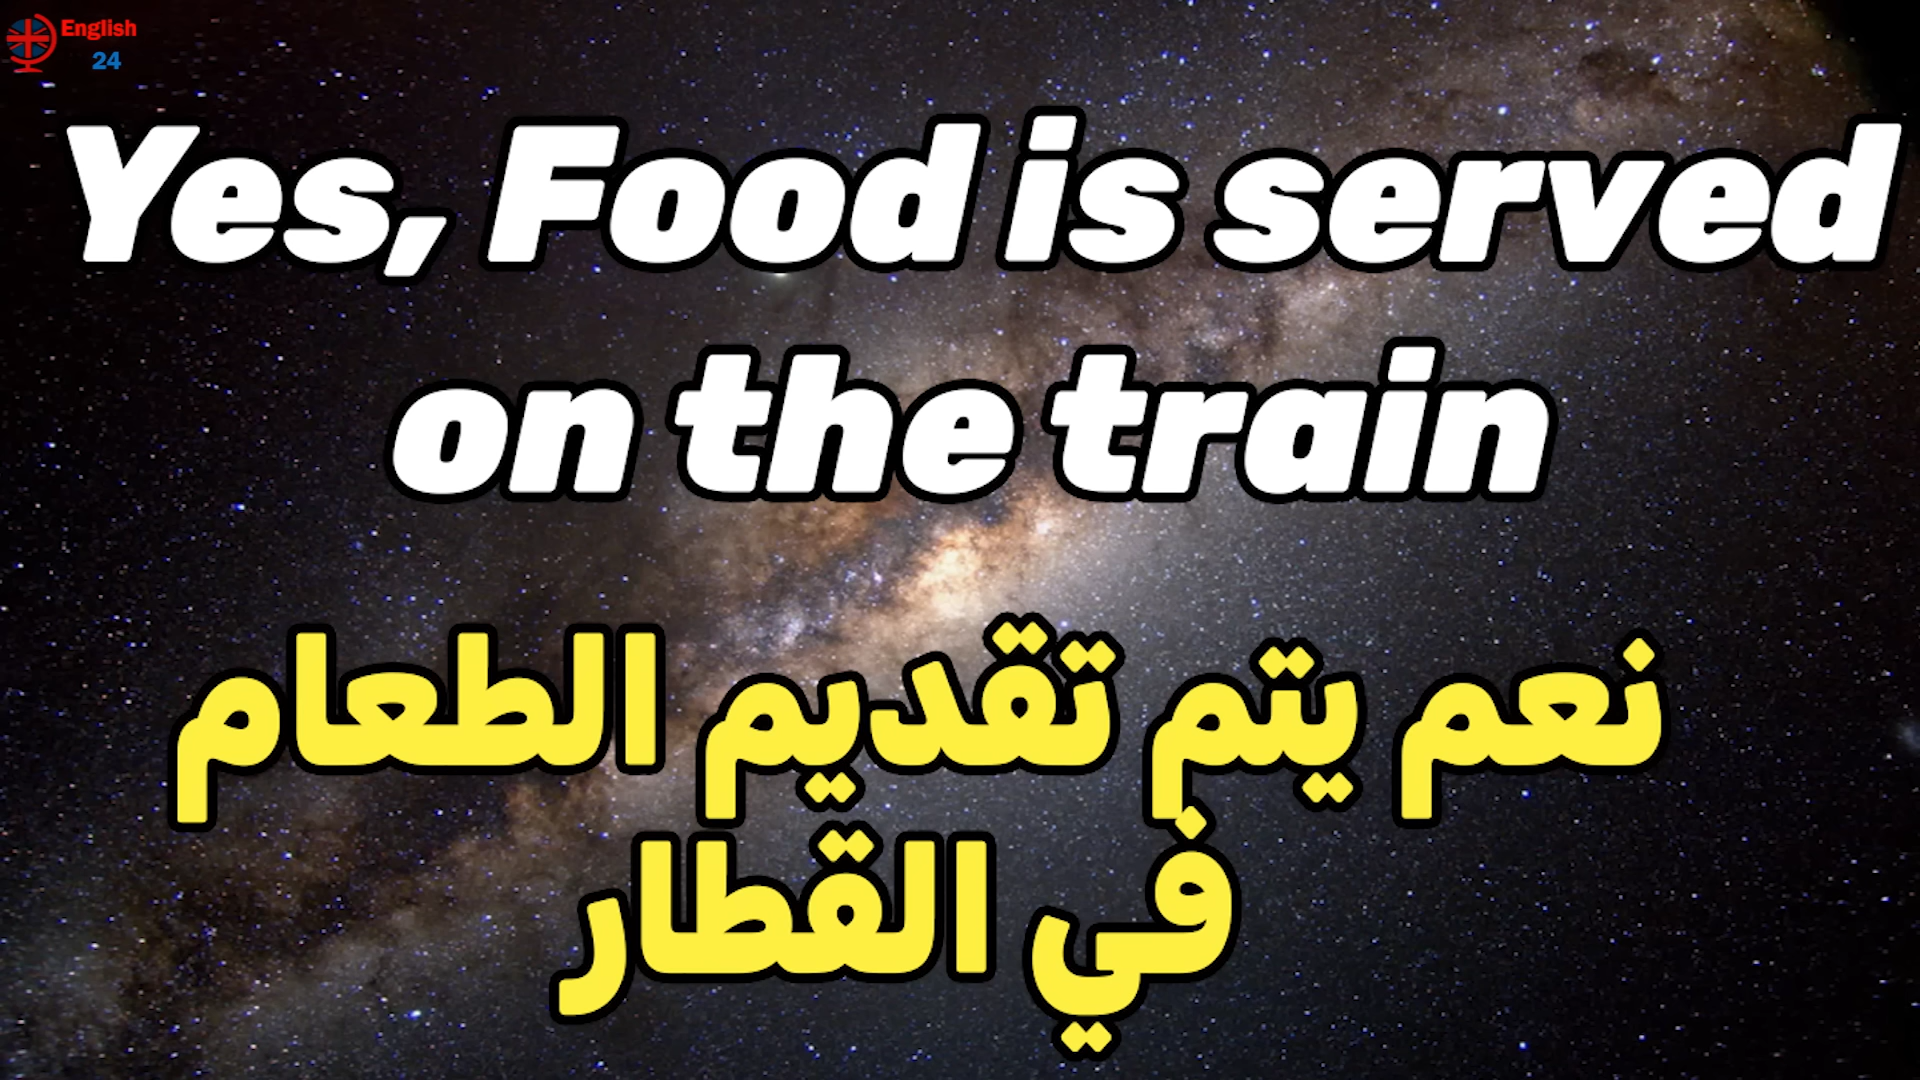 English
24
Yes, Food is served
on the train
نعم يتم تقديم الطعام
في القطار